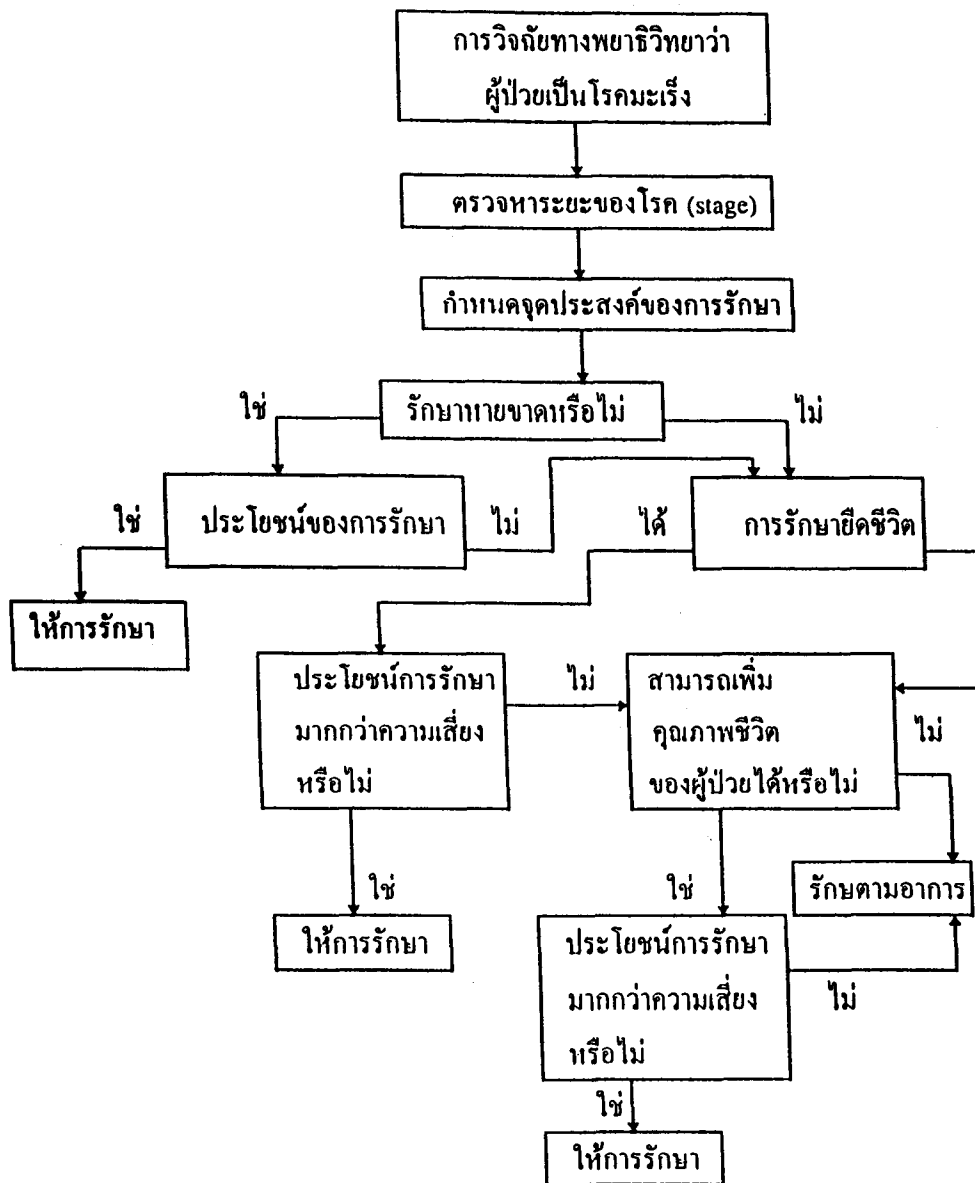 การวิจฉัยทางพยาธิวิทยาว่า
ผู้ป่วยเป็นโรคมะเร็ง
ตรวจหาระยะของโรค (stage)
กำหนดจุดประสงค์ของการรักษา
ใช่
รักษาหายขาดหรือไม่
ไม่
ใช่
ประโยชน์ของการรักษา
ไม่
ได้
การรักษายืดชีวิต
ให้การรักษา
ประโยชน์การรักษา
มากกว่าความเสี่ยง
หรือไม่
ไม่
สามารถเพิ่ม
คุณภาพชีวิต
ของผู้ป่วยได้หรือไม่
ไม่
ใช่
ใช่
รักษตามอาการ
ให้การรักษา
ประโยชน์การรักษา
มากกว่าความเสี่ยง
หรือไม่
ไม่
ใช่
ให้การรักษา